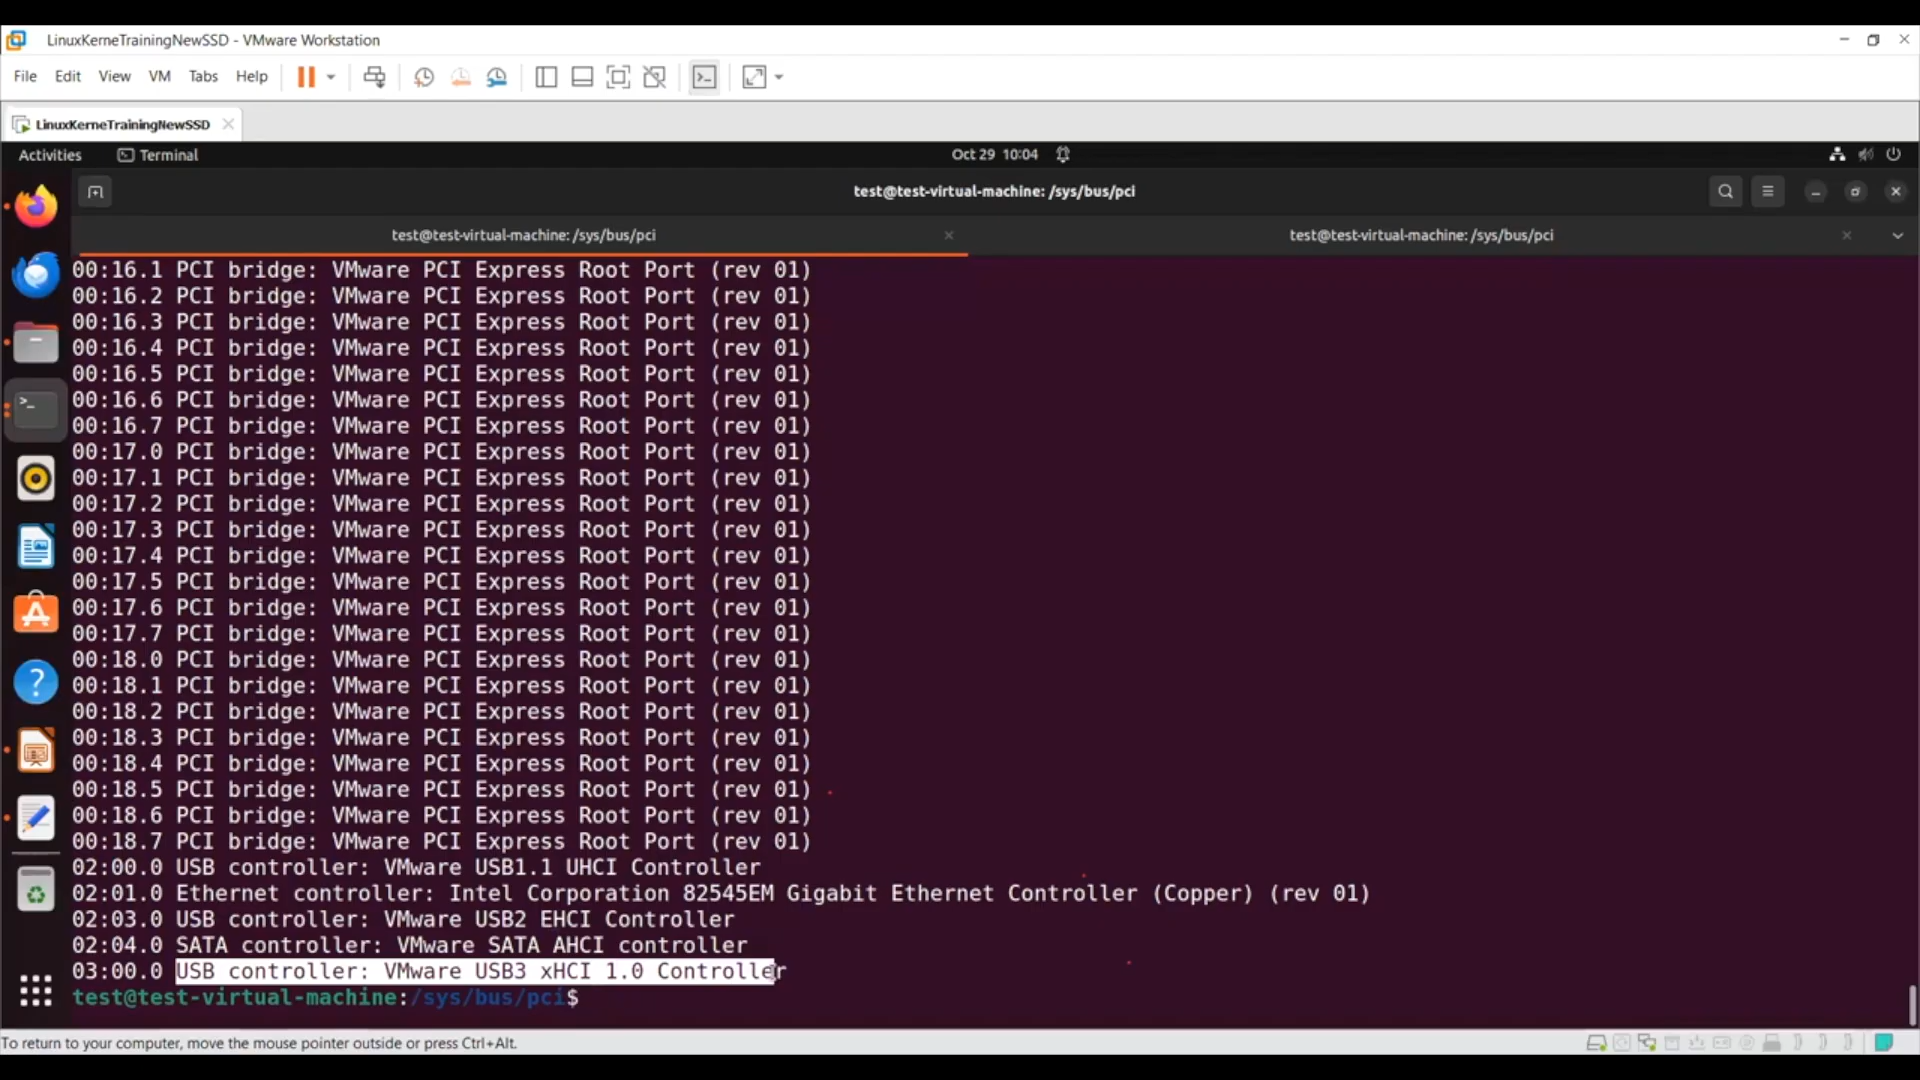 LinuxKerneTrainingNewSSD - VMware Workstation
File Edit View VM Tabs Help
LinuxKerneTrainingNewSSD
Activities Terminal Oct 29 10:04
test@test-virtual-machine: /sys/bus/pci
test@test-virtual-machine: /sys/bus/pci test@test-virtual-machine: /sys/bus/pci
00:16.1 PCI bridge: VMware PCI Express Root Port (rev 01)
00:16.2 PCI bridge: VMware PCI Express Root Port (rev 01)
00:16.3 PCI bridge: VMware PCI Express Root Port (rev 01)
00:16.4 PCI bridge: VMware PCI Express Root Port (rev 01)
00:16.5 PCI bridge: VMware PCI Express Root Port (rev 01)
00:16.6 PCI bridge: VMware PCI Express Root Port (rev 01)
00:16.7 PCI bridge: VMware PCI Express Root Port (rev 01)
00:17.0 PCI bridge: VMware PCI Express Root Port (rev 01)
00:17.1 PCI bridge: VMware PCI Express Root Port (rev 01)
00:17.2 PCI bridge: VMware PCI Express Root Port (rev 01)
00:17.3 PCI bridge: VMware PCI Express Root Port (rev 01)
00:17.4 PCI bridge: VMware PCI Express Root Port (rev 01)
00:17.5 PCI bridge: VMware PCI Express Root Port (rev 01)
00:17.6 PCI bridge: VMware PCI Express Root Port (rev 01)
00:17.7 PCI bridge: VMware PCI Express Root Port (rev 01)
00:18.0 PCI bridge: VMware PCI Express Root Port (rev 01)
00:18.1 PCI bridge: VMware PCI Express Root Port (rev 01)
00:18.2 PCI bridge: VMware PCI Express Root Port (rev 01)
00:18.3 PCI bridge: VMware PCI Express Root Port (rev 01)
00:18.4 PCI bridge: VMware PCI Express Root Port (rev 01)
00:18.5 PCI bridge: VMware PCI Express Root Port (rev 01)
00:18.6 PCI bridge: VMware PCI Express Root Port (rev 01)
00:18.7 PCI bridge: VMware PCI Express Root Port (rev 01)
02:00.0 USB controller: VMware USB1.1 UHCI Controller
02:01.0 Ethernet controller: Intel Corporation 82545EM Gigabit Ethernet Controller (Copper) (rev 01)
02:03.0 USB controller: VMware USB2 EHCI Controller
02:04.0 SATA controller: VMware SATA AHCI controller
03:00.0 USB controller: VMware USB3 xHCI 1.0 Controller
test@test-virtual-machine:/sys/bus/pci$
To return to your computer, move the mouse pointer outside or press Ctrl+Alt.